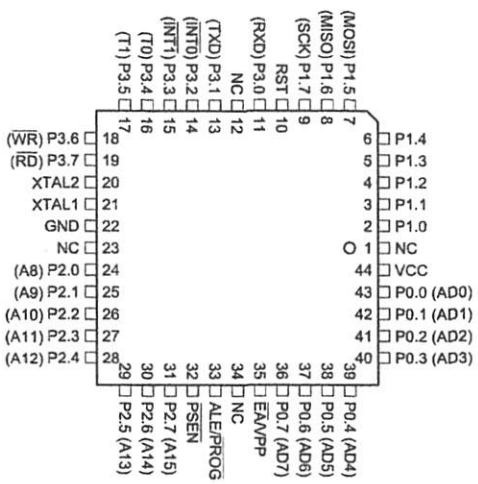 (T1) P3.5
(T0) P3.4
(INT1) P3.3
(INT0) P3.2
(TXD) P3.1
NC
(RXD) P3.0
RST
(SCK) P1.7
(MISO) P1.6
(MOSI) P1.5
17 16 15 14 13 12 11 10 9 8 7
(WR) P3.6 18
(RD) P3.7 19
XTAL2 20
XTAL1 21
GND 22
NC 23
(A8) P2.0 24
(A9) P2.1 25
(A10) P2.2 26
(A11) P2.3 27
(A12) P2.4 28
6 P1.4
5 P1.3
4 P1.2
3 P1.1
2 P1.0
1 NC
44 VCC
43 P0.0 (AD0)
42 P0.1 (AD1)
41 P0.2 (AD2)
40 P0.3 (AD3)
29 30 31 32 33 34 35 36 37 38 39
P2.5 (A13)
P2.6 (A14)
P2.7 (A15)
PSEN
ALE/PROG
NC
EA/VPP
P0.7 (AD7)
P0.6 (AD6)
P0.5 (AD5)
P0.4 (AD4)